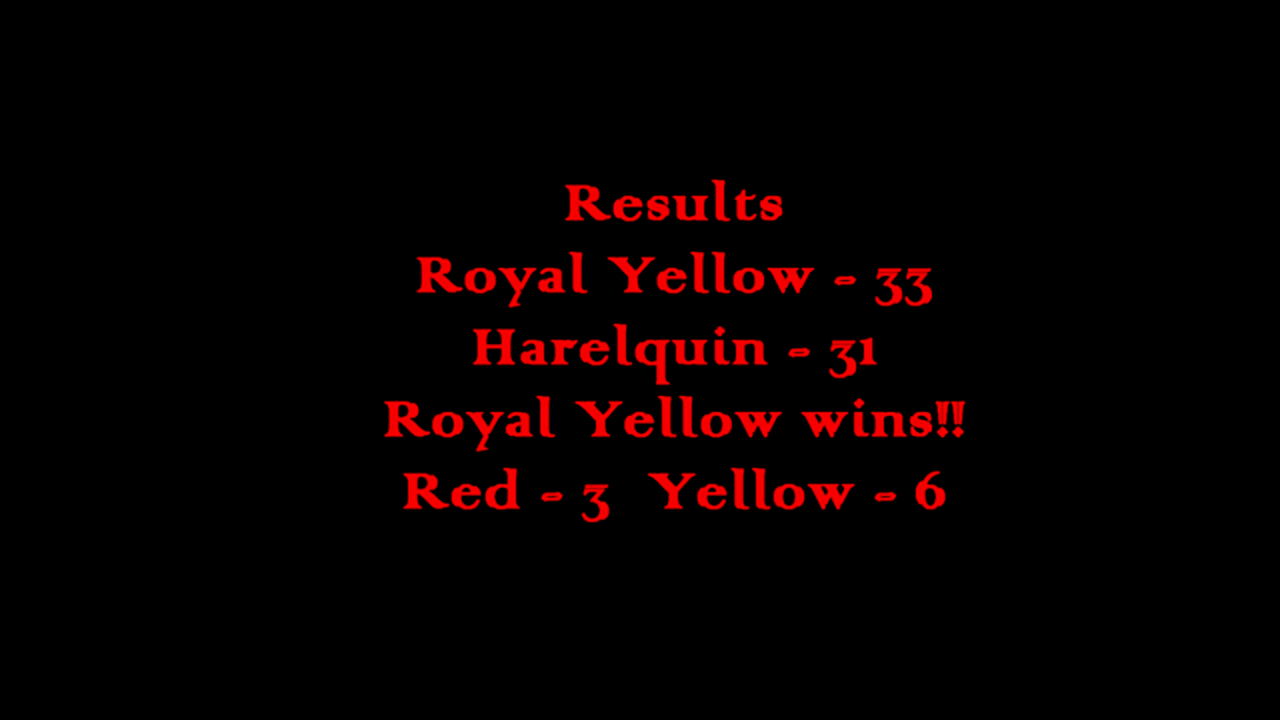 Results
Royal Yellow - 33
Harelquin - 31
Royal Yellow wins!!
Red - 3 Yellow - 6